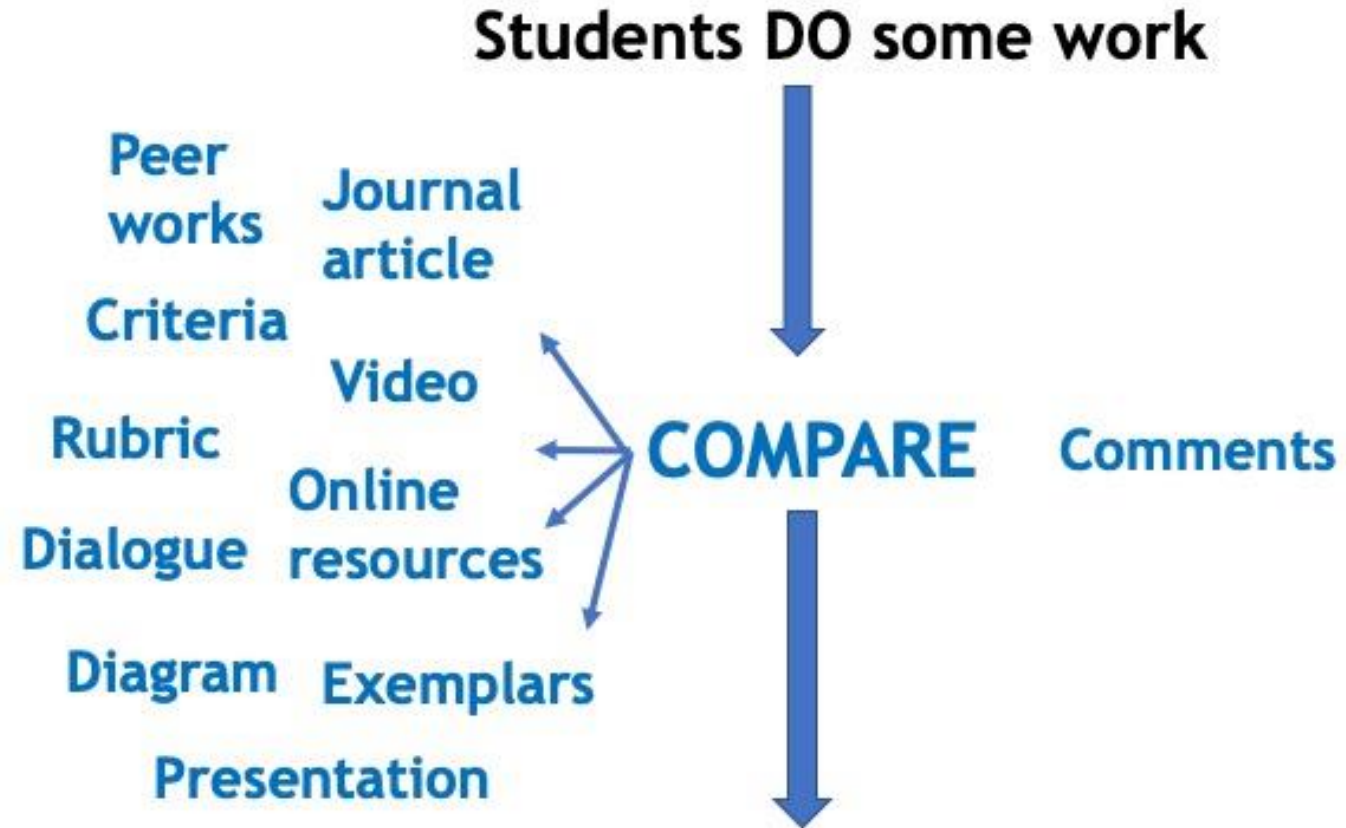 Students DO some work
Peer
works
Journal
article
Criteria
Video
Rubric
Online
resources
Dialogue
Diagram
Exemplars
Presentation
COMPARE
Comments